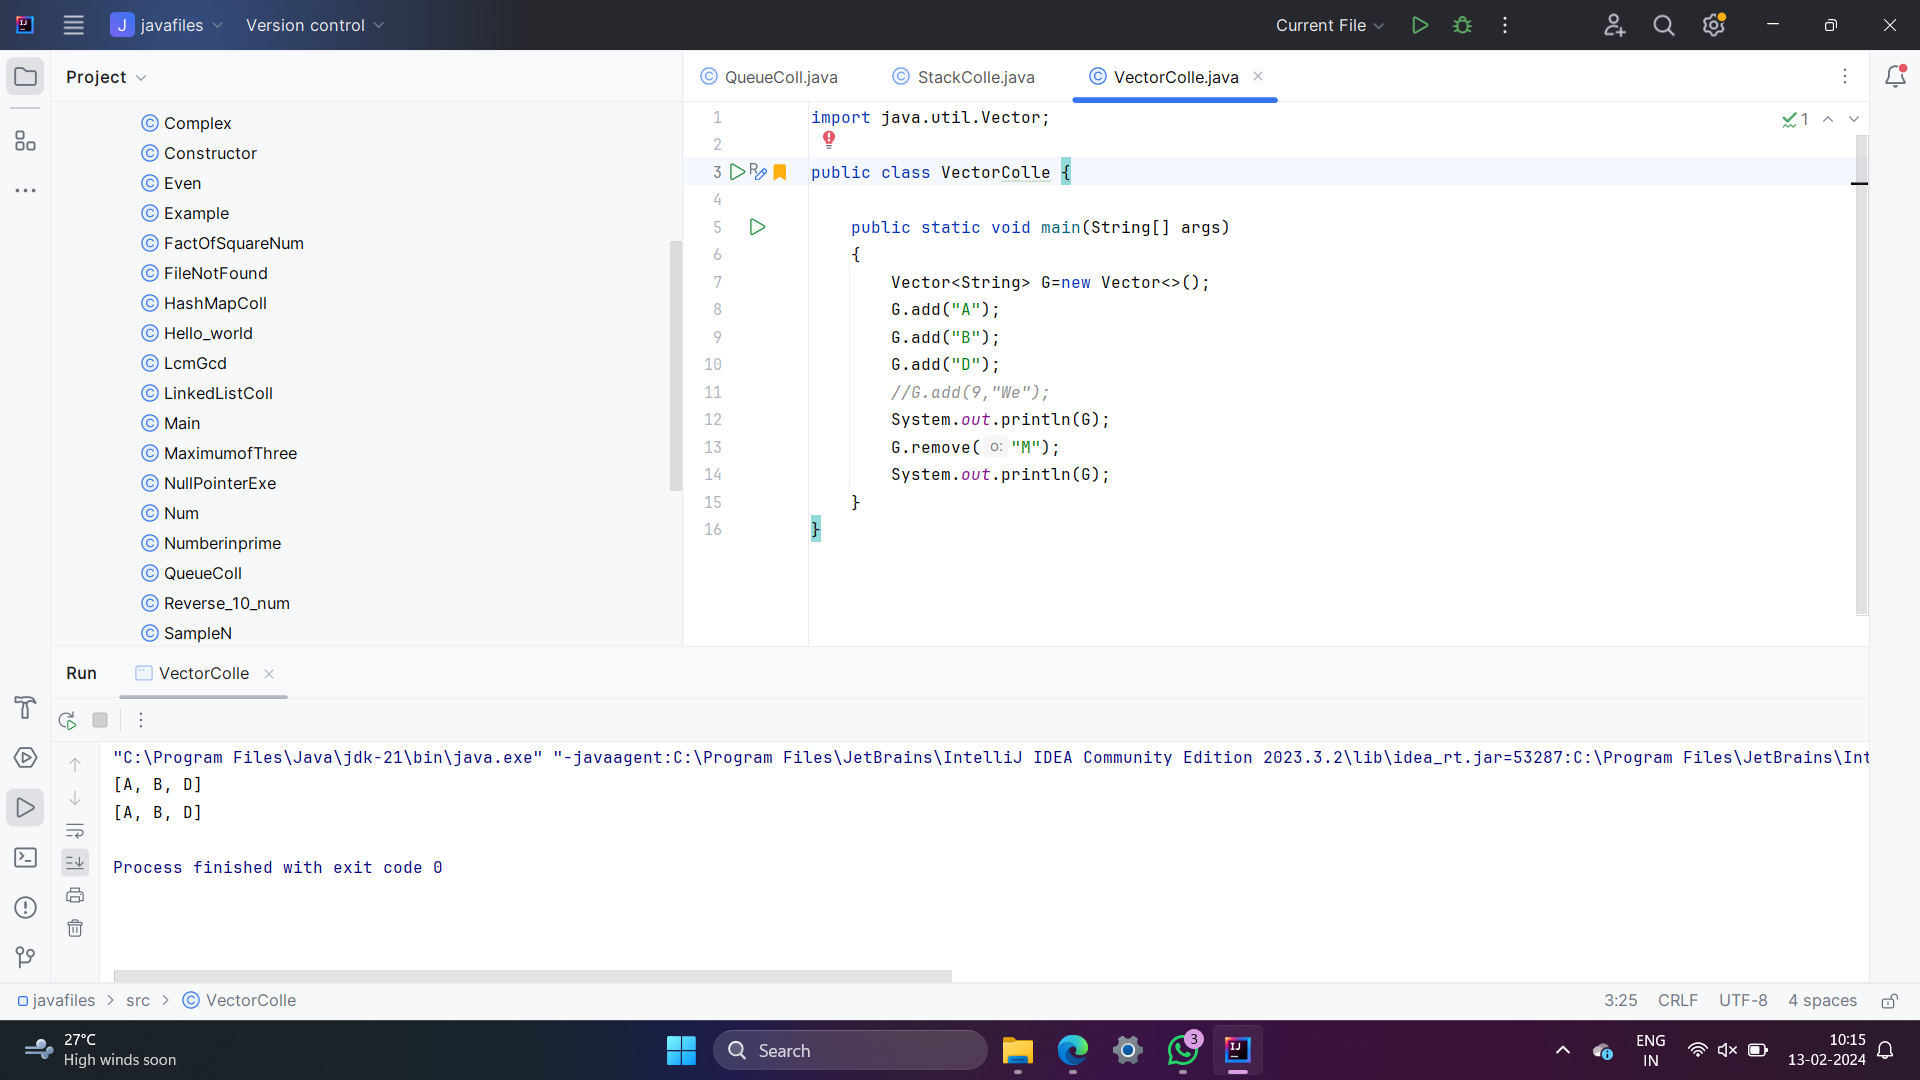 J javafiles Version control Current File
Project
Complex
Constructor
Even
Example
FactOfSquareNum
FileNotFound
HashMapColl
Hello_world
LcmGcd
LinkedListColl
Main
MaximumofThree
NullPointerExe
Num
Numberinprime
QueueColl
Reverse_10_num
SampleN
QueueColl.java StackColle.java VectorColle.java
1 import java.util.Vector;
2
3 public class VectorColle {
4
5 public static void main(String[] args)
6 {
7 Vector<String> G=new Vector<>();
8 G.add("A");
9 G.add("B");
10 G.add("D");
11 //G.add(9,"We");
12 System.out.println(G);
13 G.remove( o: "M");
14 System.out.println(G);
15 }
16 }
1
Run VectorColle
"C:\Program Files\Java\jdk-21\bin\java.exe" "-javaagent:C:\Program Files\JetBrains\IntelliJ IDEA Community Edition 2023.3.2\lib\idea_rt.jar=53287:C:\Program Files\JetBrains\Int
[A, B, D]
[A, B, D]
Process finished with exit code 0
javafiles > src > VectorColle 3:25 CRLF UTF-8 4 spaces
27°C
High winds soon
Search
3
ENG
IN
10:15
13-02-2024